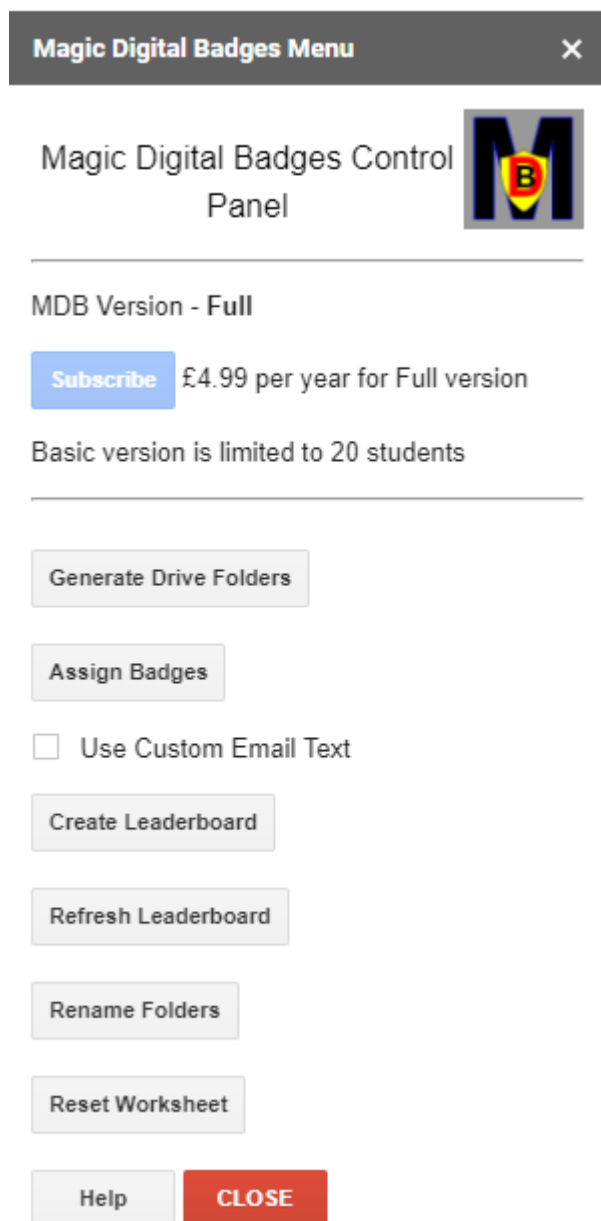 Magic Digital Badges Menu ×
Magic Digital Badges Control
Panel
M
B
MDB Version - Full
Subscribe £4.99 per year for Full version
Basic version is limited to 20 students
Generate Drive Folders
Assign Badges
Use Custom Email Text
Create Leaderboard
Refresh Leaderboard
Rename Folders
Reset Worksheet
Help CLOSE